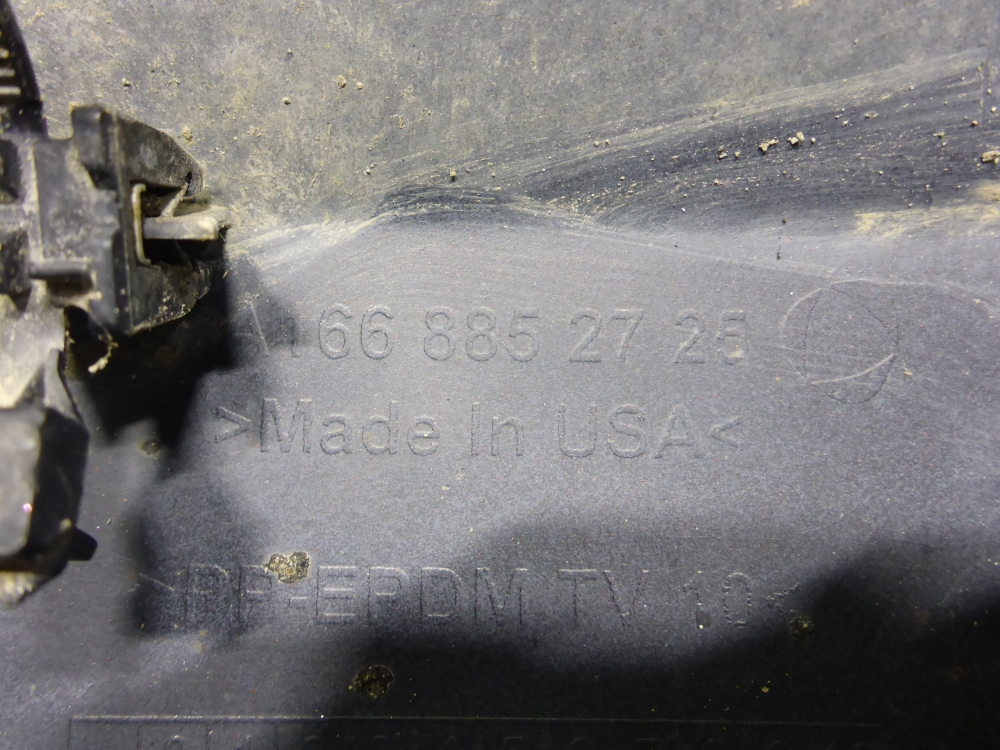 A166 885 27 25
>Made In USA<
>PP-EPDM TV 10<